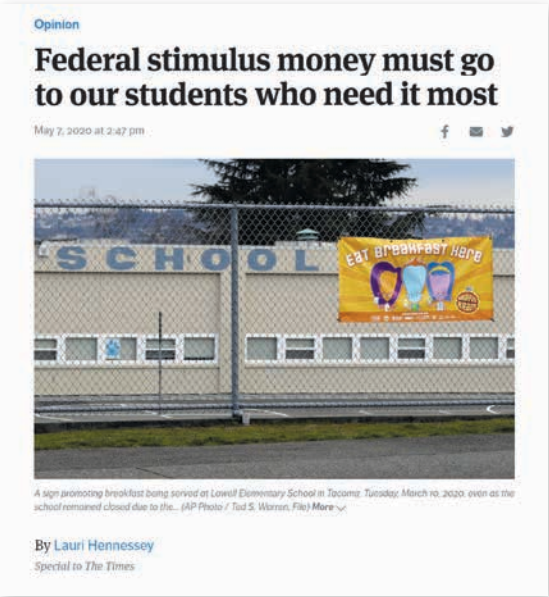 Opinion
Federal stimulus money must go
to our students who need it most
May 7, 2020 at 2:47 pm
SCHOOL
EAT BREAKFAST HERE
A sign promoting breakfast being served at Lowell Elementary School in Tacoma, Tuesday, March 10, 2020, even as the
school remained closed due to the... (AP Photo / Ted S. Warren, File) More
By Lauri Hennessey
Special to The Times